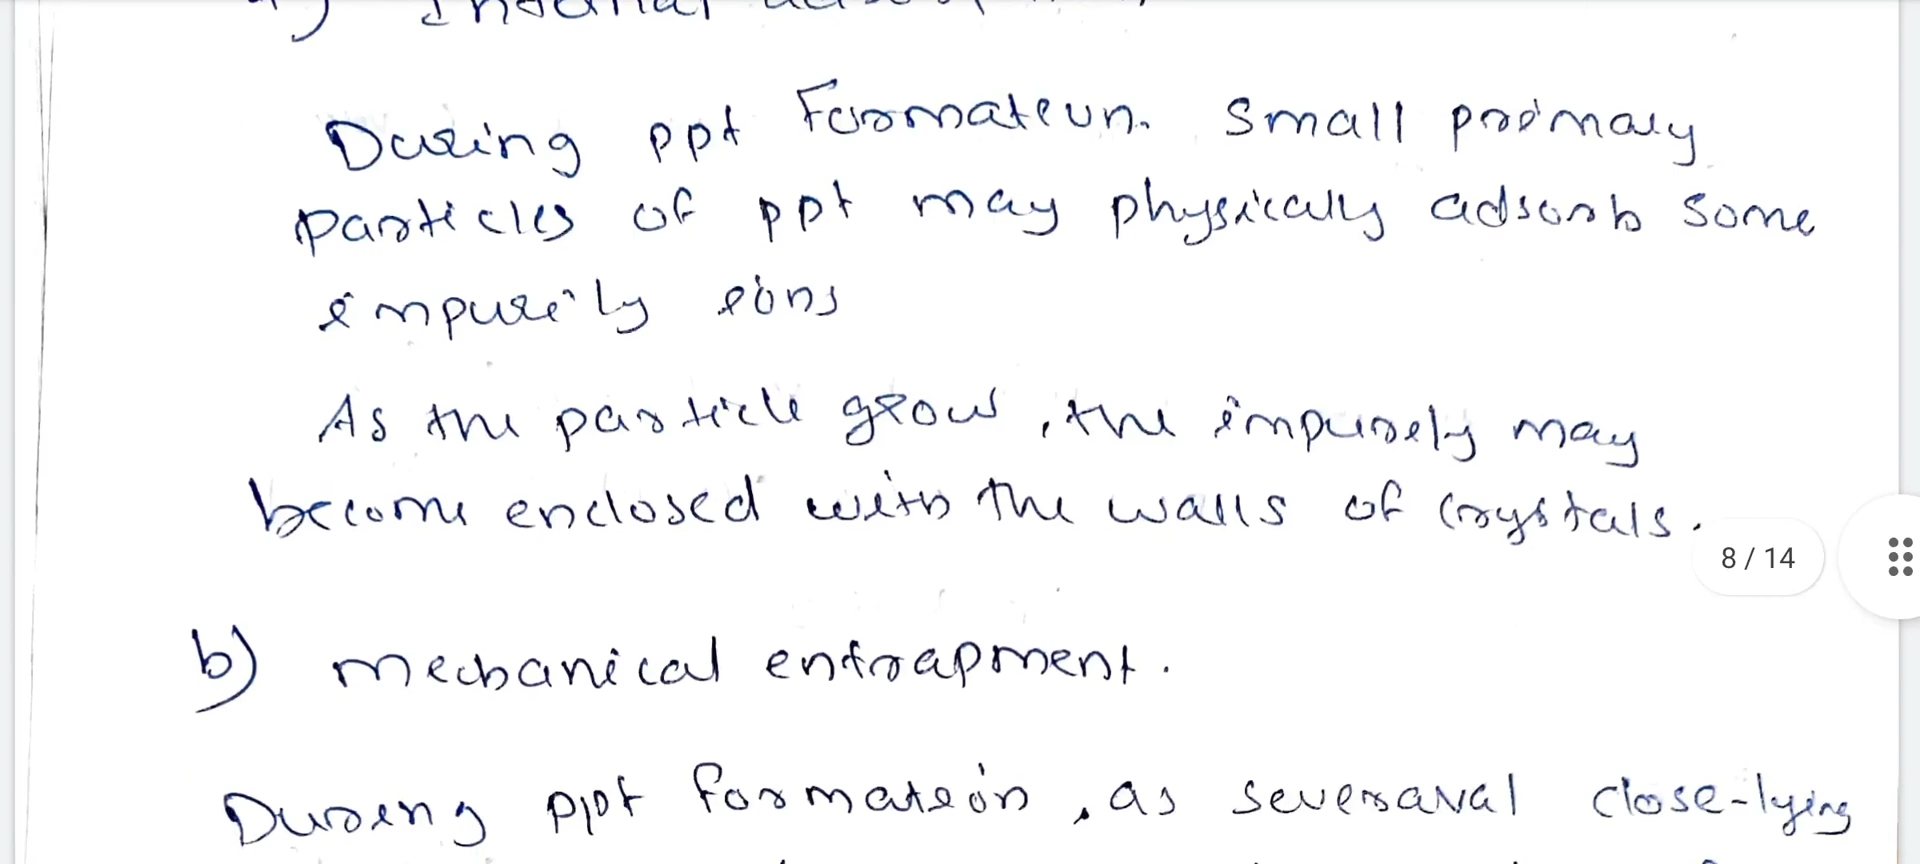 During ppt formation. Small primary
particles of ppt may physically adsorb some
impurity ions
As the particle grow, the impurity may
become enclosed with the walls of crystals.
8 / 14
b) mechanical entrapment.
During ppt formation, as severaval close-lying